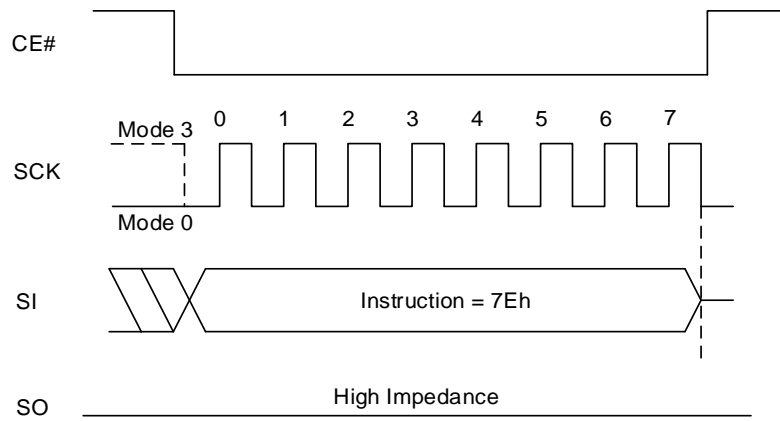 CE#
Mode 3
0 1 2 3 4 5 6 7
SCK
Mode 0
SI
Instruction = 7Eh
High Impedance
SO